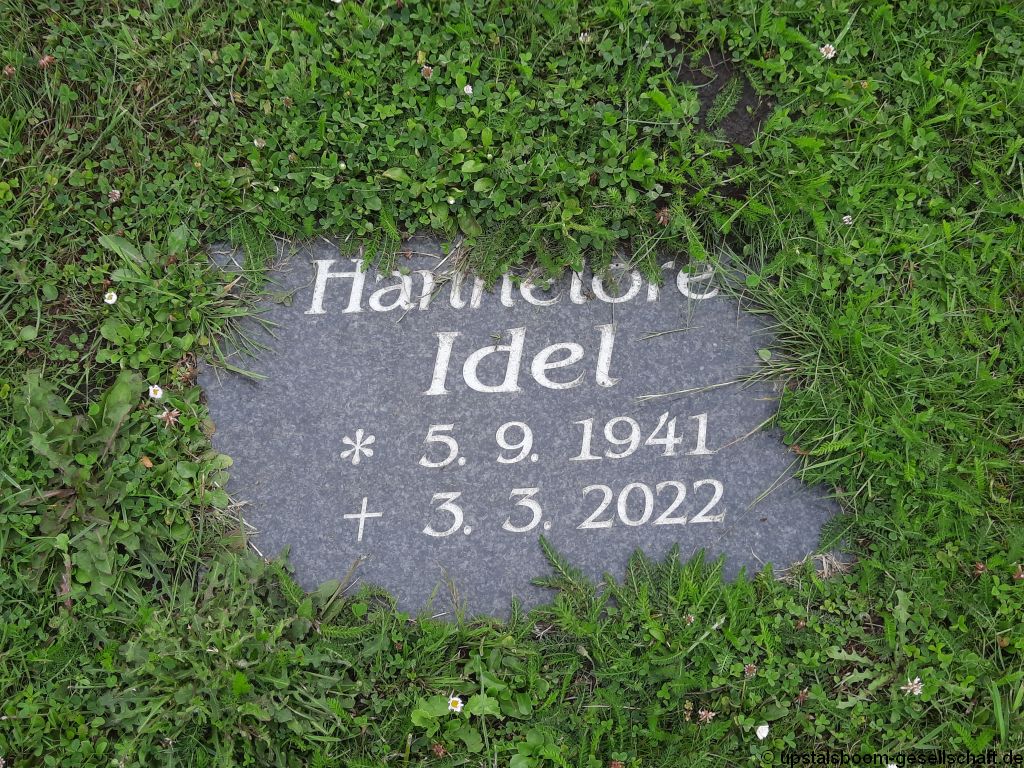 Hannelore
Idel
* 5. 9. 1941
+ 3. 3. 2022
© upstalsboom-gesellschaft.de